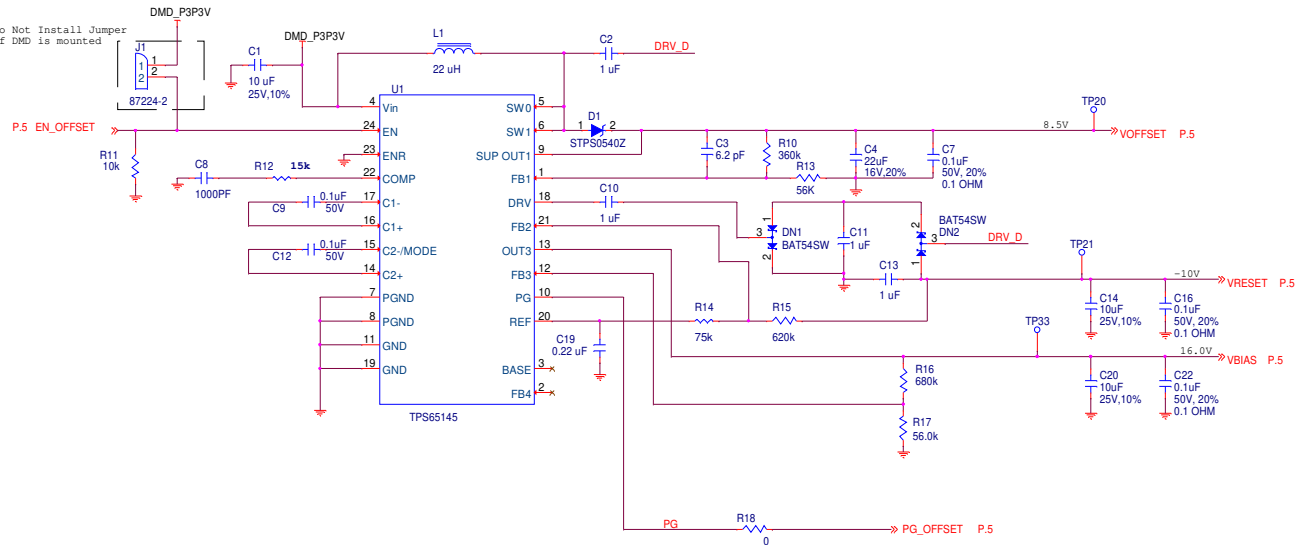 DMD_P3P3V
o Not Install Jumper
f DMD is mounted
J1
1
1
2
2
87224-2
DMD_P3P3V
C1
10 uF
25V,10%
L1
22 uH
C2
1 uF
DRV_D
U1
4 Vin
24 EN
23 ENR
22 COMP
17 C1-
16 C1+
15 C2-/MODE
14 C2+
7 PGND
8 PGND
11 GND
19 GND
SW0 5
SW1 6
SUP OUT1 9
FB1 1
DRV 18
FB2 21
OUT3 13
FB3 12
PG 10
REF 20
BASE 3
FB4 2
TPS65145
P.5 EN_OFFSET
R11
10k
C8
1000PF
R12
15k
0.1uF
C9
50V
0.1uF
C12
50V
D1
1
2
STPS0540Z
C3
6.2 pF
R10
360k
R13
56K
C4
22uF
16V,20%
C7
0.1uF
50V, 20%
0.1 OHM
8.5V
TP20
VOFFSET P.5
C10
1 uF
1
3
2
DN1
BAT54SW
C11
1 uF
2
3
1
BAT54SW
DN2
DRV_D
C13
1 uF
TP21
-10V
VRESET P.5
C14
10uF
25V,10%
C16
0.1uF
50V, 20%
0.1 OHM
R14
75k
R15
620k
C19
0.22 uF
TP33
16.0V
VBIAS P.5
R16
680k
R17
56.0k
C20
10uF
25V,10%
C22
0.1uF
50V, 20%
0.1 OHM
PG
R18
0
PG_OFFSET P.5